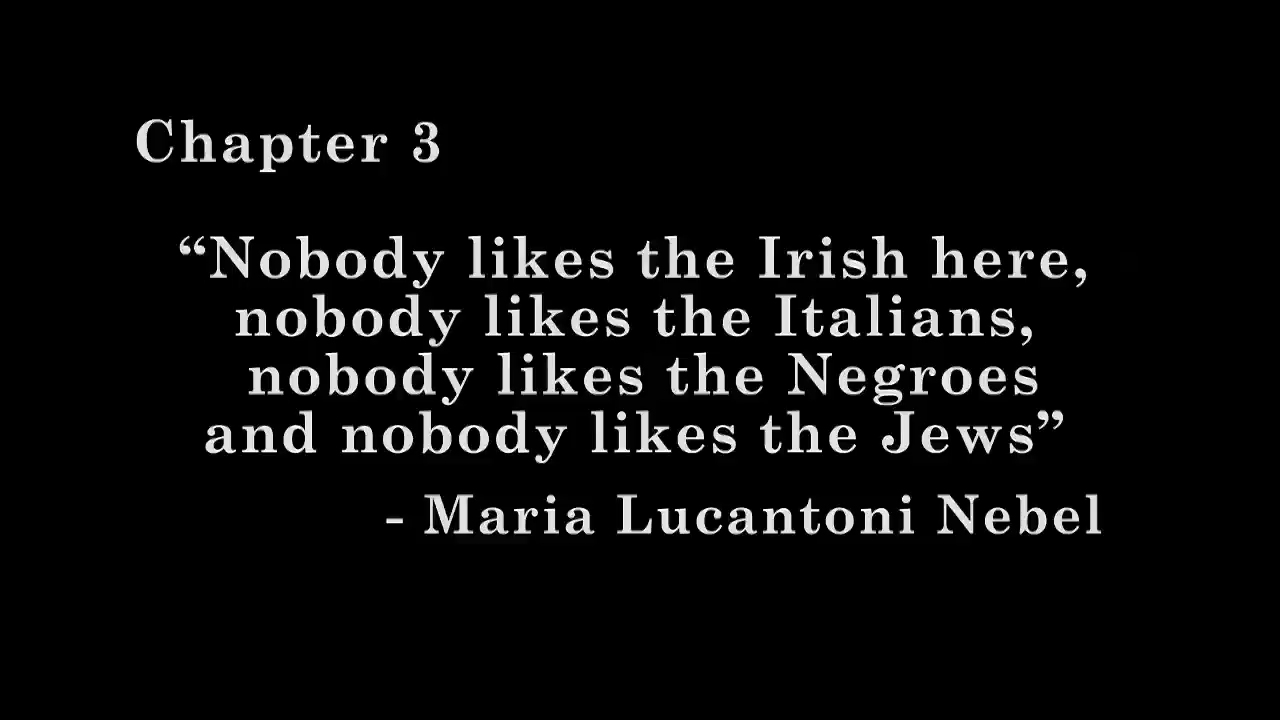 Chapter 3
“Nobody likes the Irish here,
nobody likes the Italians,
nobody likes the Negroes
and nobody likes the Jews”
- Maria Lucantoni Nebel